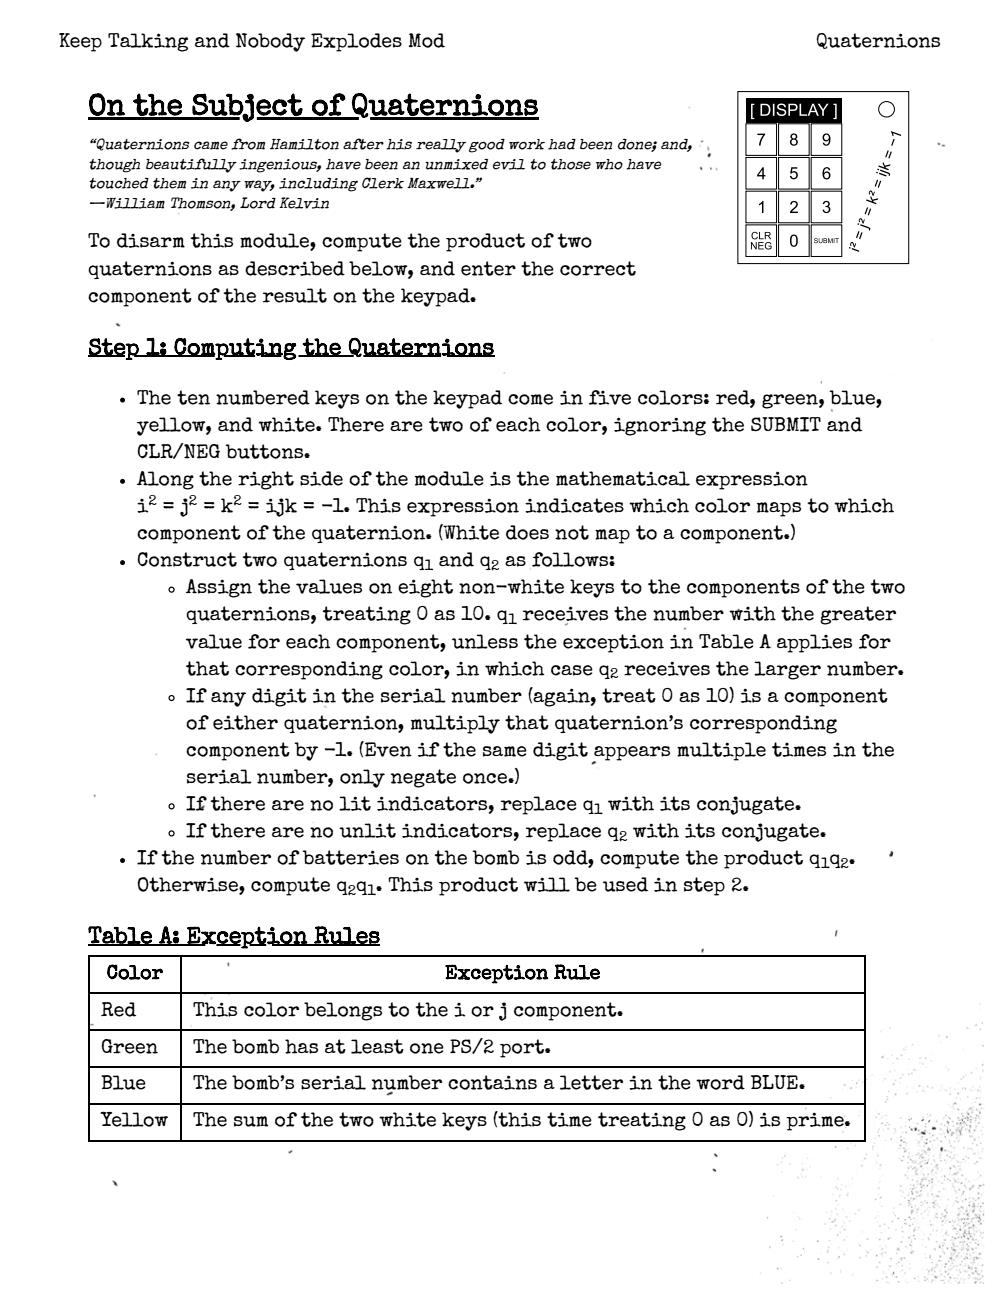 Keep Talking and Nobody Explodes Mod
Quaternions
On the Subject of Quaternions
“Quaternions came from Hamilton after his really good work had been done; and,
though beautifully ingenious, have been an unmixed evil to those who have
touched them in any way, including Clerk Maxwell.”
—William Thomson, Lord Kelvin
To disarm this module, compute the product of two
quaternions as described below, and enter the correct
component of the result on the keypad.
[ DISPLAY ]
7 8 9
4 5 6
1 2 3
CLR
NEG 0 SUBMIT
i² = j² = k² = ijk = −1
Step 1: Computing the Quaternions
• The ten numbered keys on the keypad come in five colors: red, green, blue,
yellow, and white. There are two of each color, ignoring the SUBMIT and
CLR/NEG buttons.
• Along the right side of the module is the mathematical expression
i² = j² = k² = ijk = −1. This expression indicates which color maps to which
component of the quaternion. (White does not map to a component.)
• Construct two quaternions q₁ and q₂ as follows:
◦ Assign the values on eight non-white keys to the components of the two
quaternions, treating 0 as 10. q₁ receives the number with the greater
value for each component, unless the exception in Table A applies for
that corresponding color, in which case q₂ receives the larger number.
◦ If any digit in the serial number (again, treat 0 as 10) is a component
of either quaternion, multiply that quaternion’s corresponding
component by −1. (Even if the same digit appears multiple times in the
serial number, only negate once.)
◦ If there are no lit indicators, replace q₁ with its conjugate.
◦ If there are no unlit indicators, replace q₂ with its conjugate.
• If the number of batteries on the bomb is odd, compute the product q₁q₂.
Otherwise, compute q₂q₁. This product will be used in step 2.
Table A: Exception Rules
Color Exception Rule
Red This color belongs to the i or j component.
Green The bomb has at least one PS/2 port.
Blue The bomb’s serial number contains a letter in the word BLUE.
Yellow The sum of the two white keys (this time treating 0 as 0) is prime.